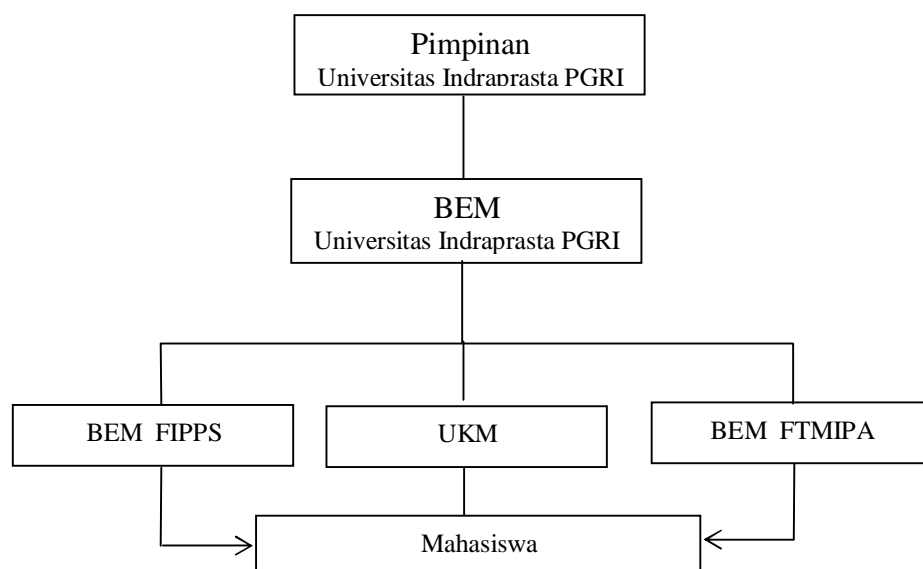 Pimpinan
Universitas Indraprasta PGRI
BEM
Universitas Indraprasta PGRI
BEM FIPPS
UKM
BEM FTMIPA
Mahasiswa